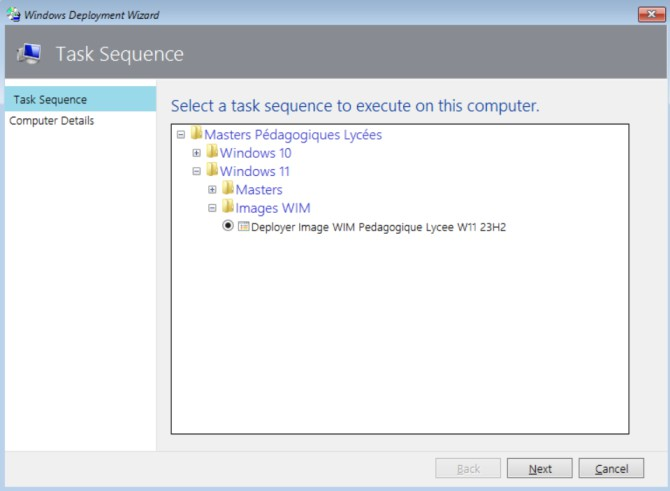 Windows Deployment Wizard
Task Sequence
Task Sequence
Computer Details
Select a task sequence to execute on this computer.
Masters Pédagogiques Lycées
Windows 10
Windows 11
Masters
Images WIM
Deployer Image WIM Pedagogique Lycee W11 23H2
Back Next Cancel